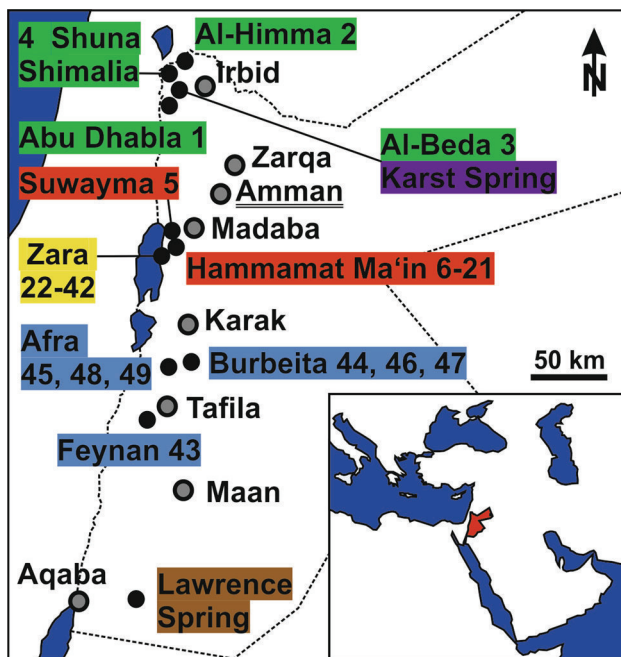 4 Shuna
Shimalia
Al-Himma 2
N
Irbid
Abu Dhabla 1
Al-Beda 3
Karst Spring
Zarqa
Suwayma 5
Amman
Madaba
Zara
22-42
Hammamat Ma‘in 6-21
Karak
Afra
45, 48, 49
Burbeita 44, 46, 47
50 km
Tafila
Feynan 43
Maan
Aqaba
Lawrence
Spring